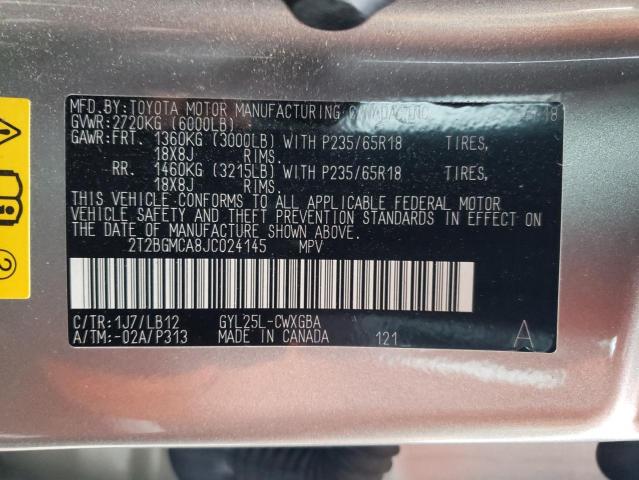 MFD.BY:TOYOTA MOTOR MANUFACTURING CANADA INC.
GVWR:2720KG (6000LB)
GAWR:FRT. 1360KG (3000LB) WITH P235/65R18 TIRES,
18X8J RIMS.
RR. 1460KG (3215LB) WITH P235/65R18 TIRES,
18X8J RIMS.
THIS VEHICLE CONFORMS TO ALL APPLICABLE FEDERAL MOTOR
VEHICLE SAFETY AND THEFT PREVENTION STANDARDS IN EFFECT ON
THE DATE OF MANUFACTURE SHOWN ABOVE.
2T2BGMCA8JC024145 MPV
C/TR:1J7/LB12 GYL25L-CWXGBA
A/TM:-02A/P313 MADE IN CANADA 121 A
2